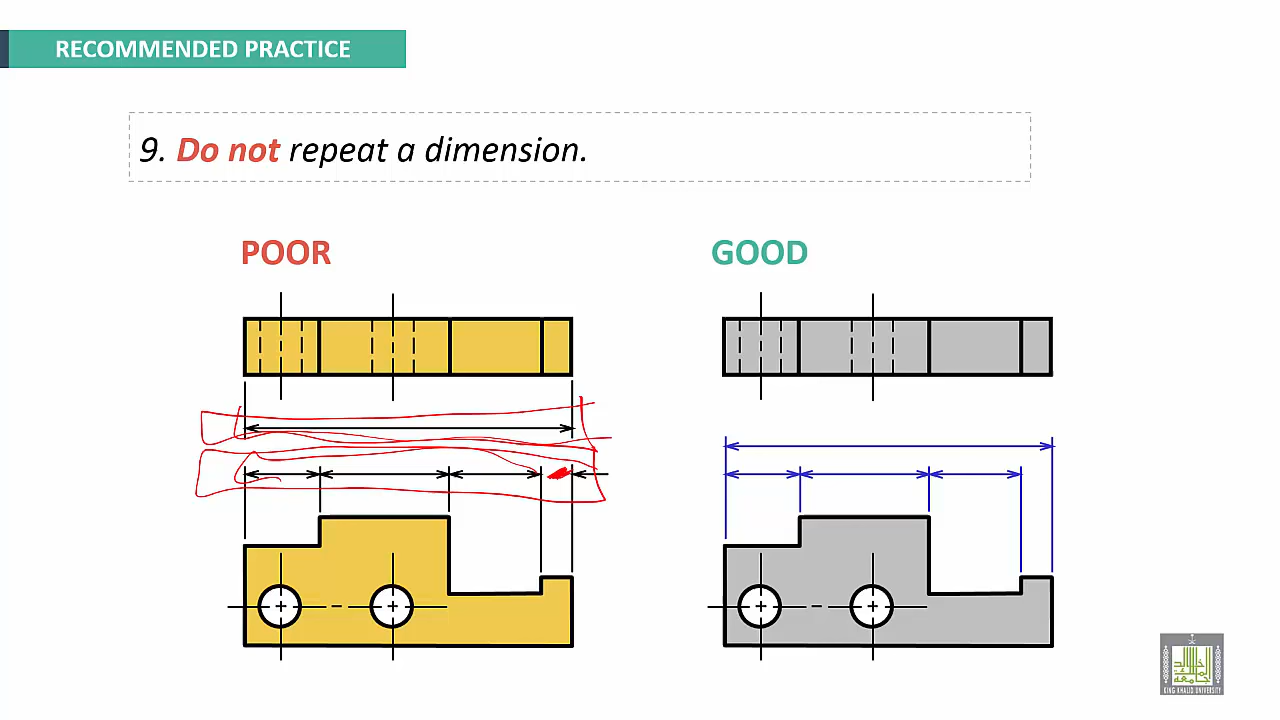 RECOMMENDED PRACTICE
9. Do not repeat a dimension.
POOR
GOOD
KING KHALID UNIVERSITY